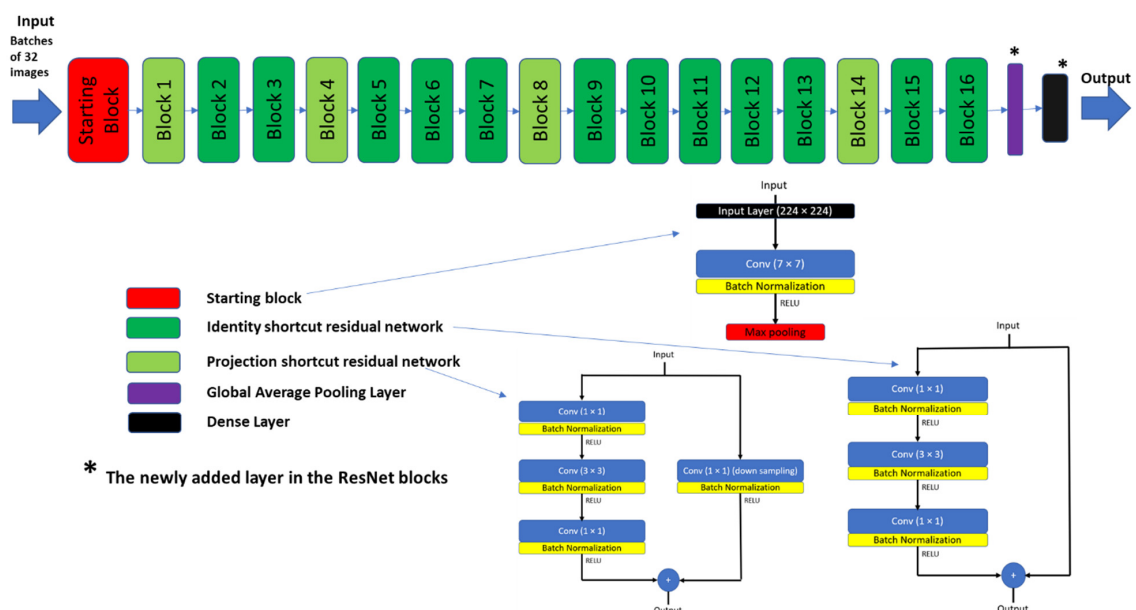 Input
Batches
of 32
images
Starting
Block
Block 1
Block 2
Block 3
Block 4
Block 5
Block 6
Block 7
Block 8
Block 9
Block 10
Block 11
Block 12
Block 13
Block 14
Block 15
Block 16
*
*
Output
Input
Input Layer (224 × 224)
Conv (7 × 7)
Batch Normalization
RELU
Max pooling
Starting block
Identity shortcut residual network
Projection shortcut residual network
Global Average Pooling Layer
Dense Layer
* The newly added layer in the ResNet blocks
Input
Conv (1 × 1)
Batch Normalization
RELU
Conv (3 × 3)
Batch Normalization
RELU
Conv (1 × 1)
Batch Normalization
RELU
Conv (1 × 1) (down sampling)
Batch Normalization
RELU
+
Output
Input
Conv (1 × 1)
Batch Normalization
RELU
Conv (3 × 3)
Batch Normalization
RELU
Conv (1 × 1)
Batch Normalization
RELU
+
Output